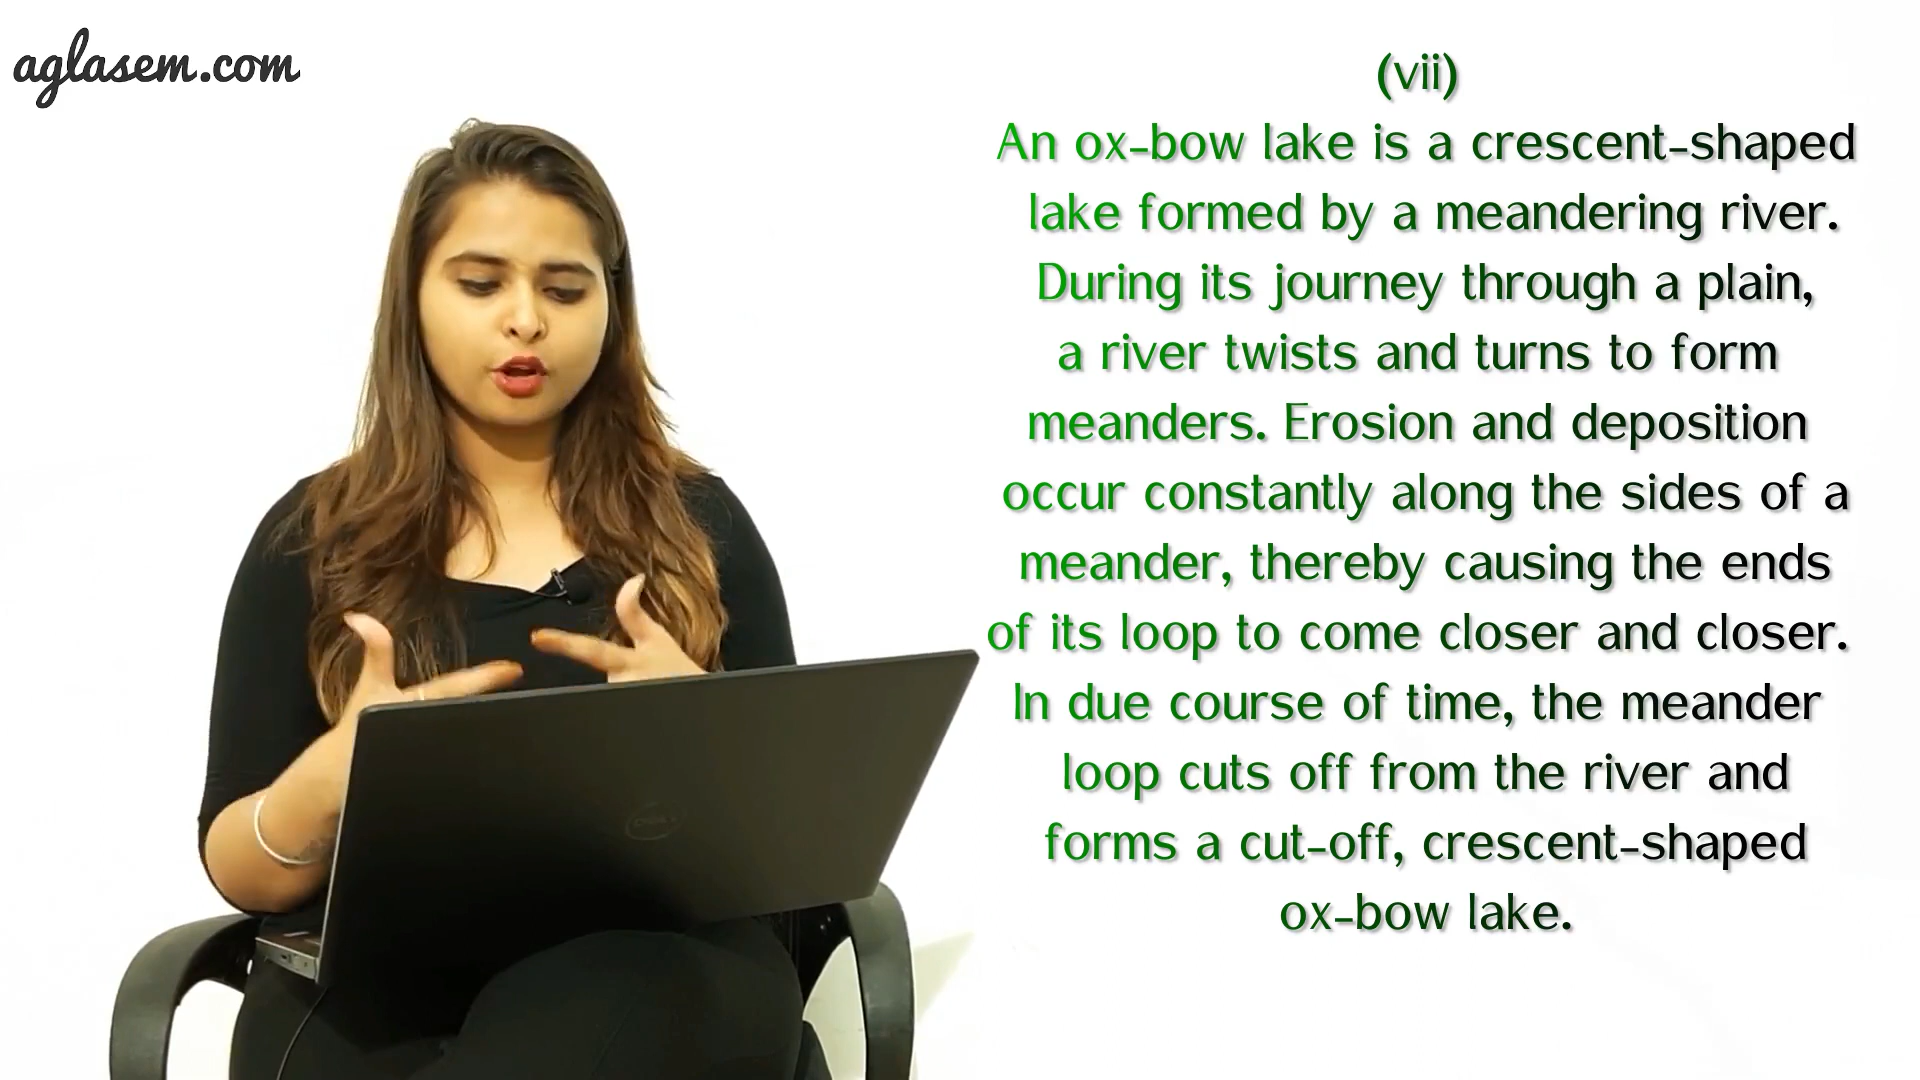 aglasem.com
(vii)
An ox-bow lake is a crescent-shaped
lake formed by a meandering river.
During its journey through a plain,
a river twists and turns to form
meanders. Erosion and deposition
occur constantly along the sides of a
meander, thereby causing the ends
of its loop to come closer and closer.
In due course of time, the meander
loop cuts off from the river and
forms a cut-off, crescent-shaped
ox-bow lake.
DELL